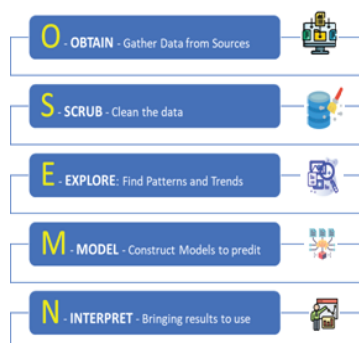 O - OBTAIN - Gather Data from Sources
S - SCRUB - Clean the data
E - EXPLORE: Find Patterns and Trends
M - MODEL - Construct Models to predit
N - INTERPRET - Bringing results to use